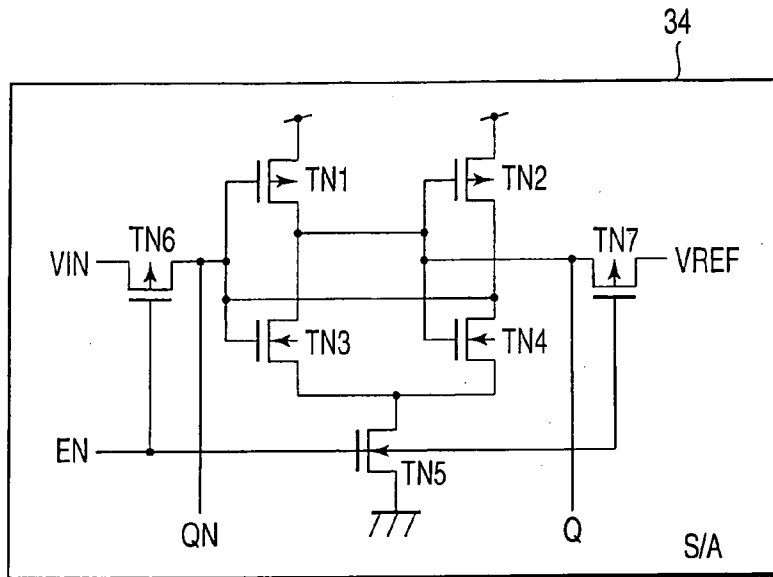 34
TN1
TN2
TN6
TN7
VIN
VREF
TN3
TN4
EN
TN5
QN
Q
S/A